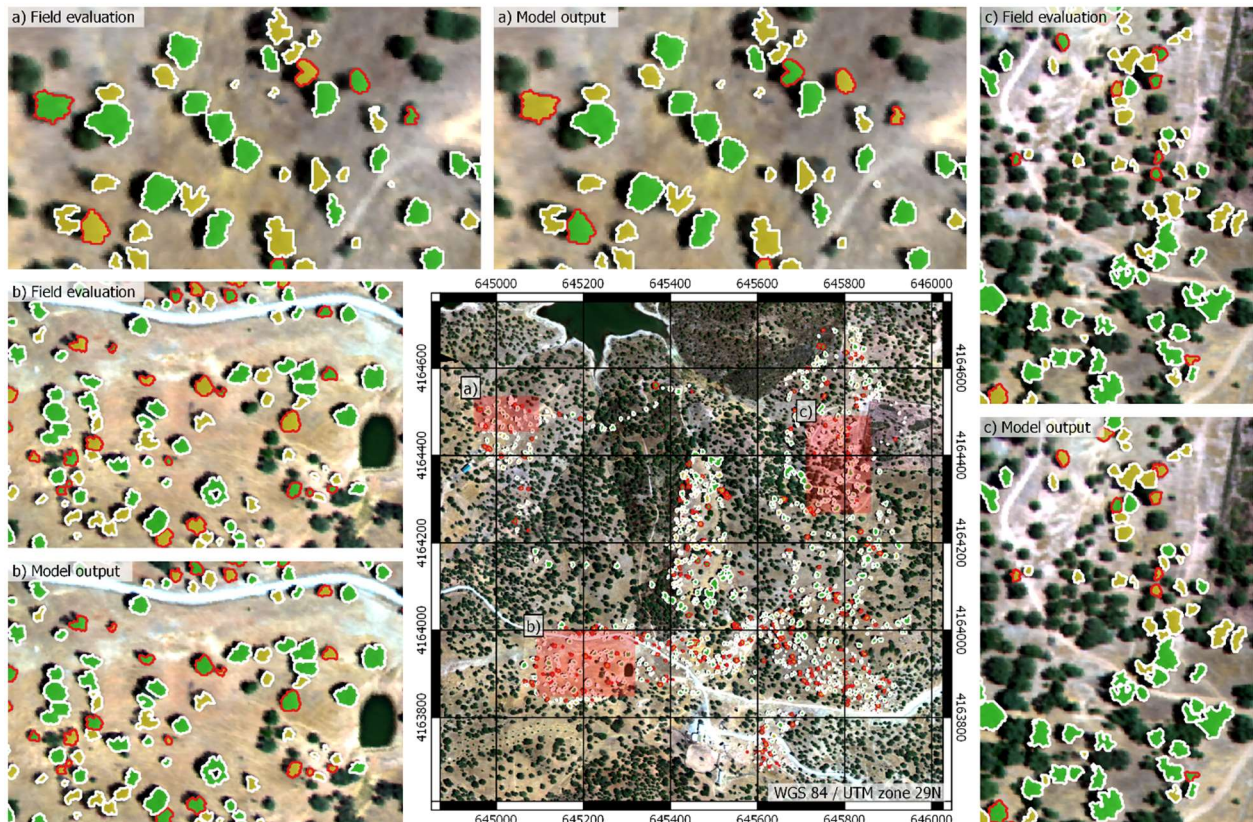 a) Field evaluation
a) Model output
c) Field evaluation
b) Field evaluation
645000 645200 645400 645600 645800 646000
4164600 4164600
a)
c)
4164400 4164400
4164200 4164200
c) Model output
b) Model output
4164000 4164000
b)
4163800 4163800
WGS 84 / UTM zone 29N
645000 645200 645400 645600 645800 646000